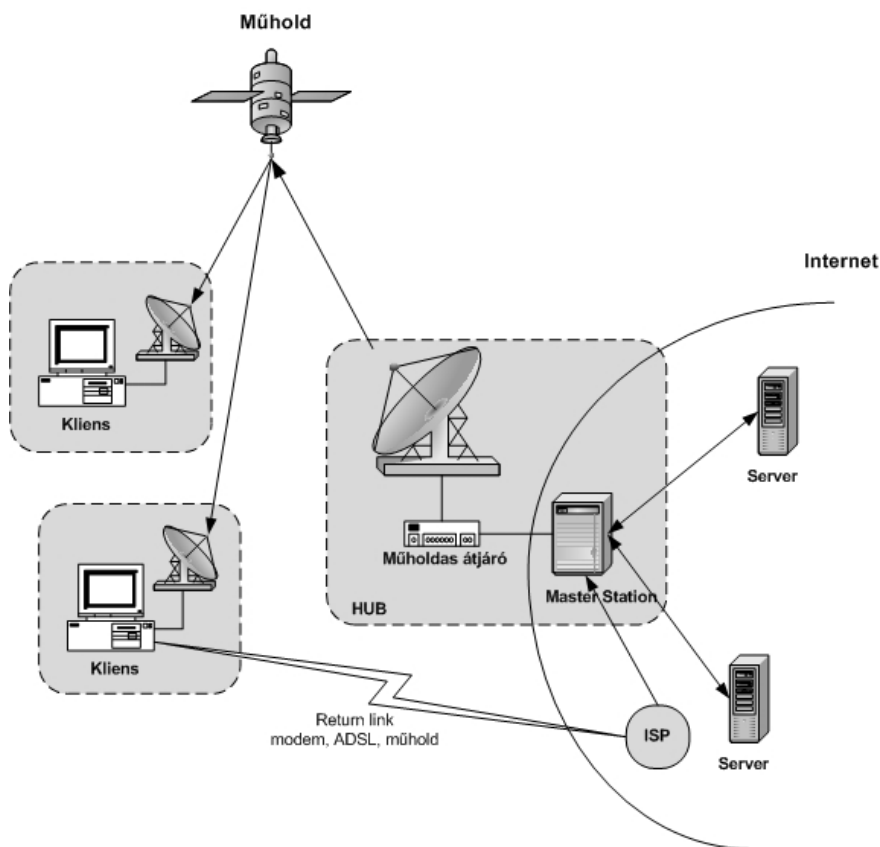 Műhold
Internet
Kliens
Server
Műholdas átjáró
Master Station
HUB
Kliens
Return link
modem, ADSL, műhold
ISP
Server